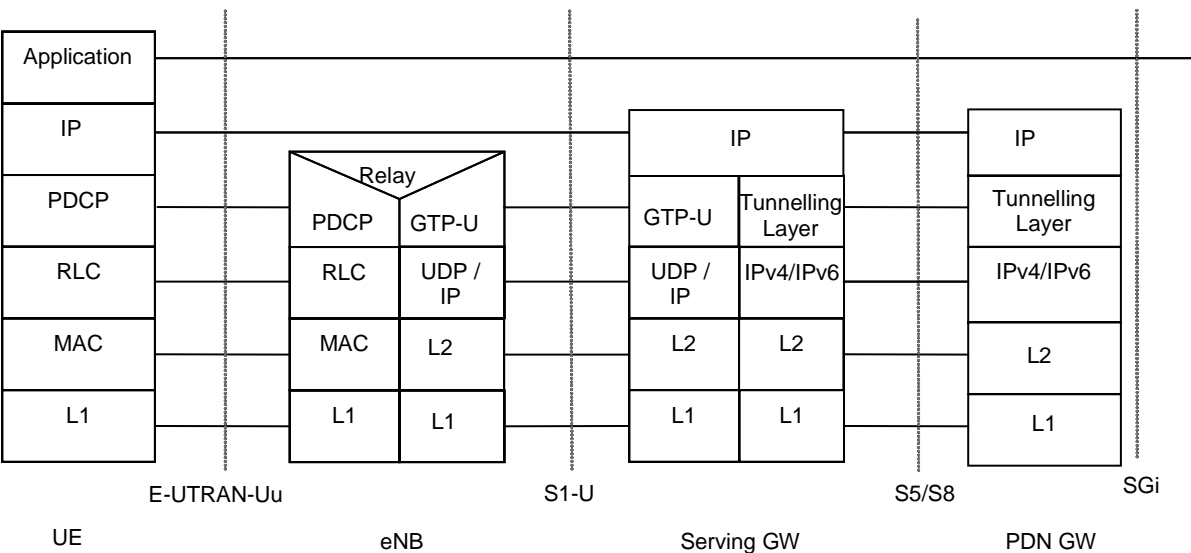 Application
IP
PDCP
RLC
MAC
L1
Relay
PDCP
GTP-U
RLC
UDP /
IP
MAC
L2
L1
L1
IP
GTP-U
Tunnelling
Layer
UDP /
IP
IPv4/IPv6
L2
L2
L1
L1
IP
Tunnelling
Layer
IPv4/IPv6
L2
L1
E-UTRAN-Uu
S1-U
S5/S8
SGi
UE
eNB
Serving GW
PDN GW